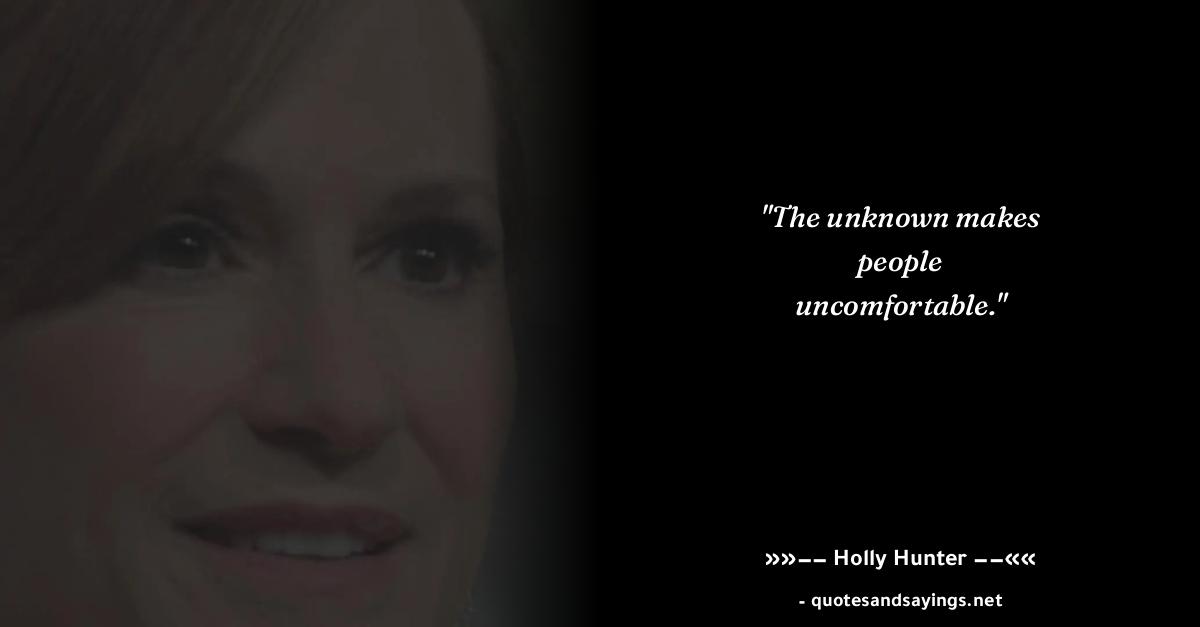 "The unknown makes
people
uncomfortable."
»»–– Holly Hunter ––««
- quotesandsayings.net